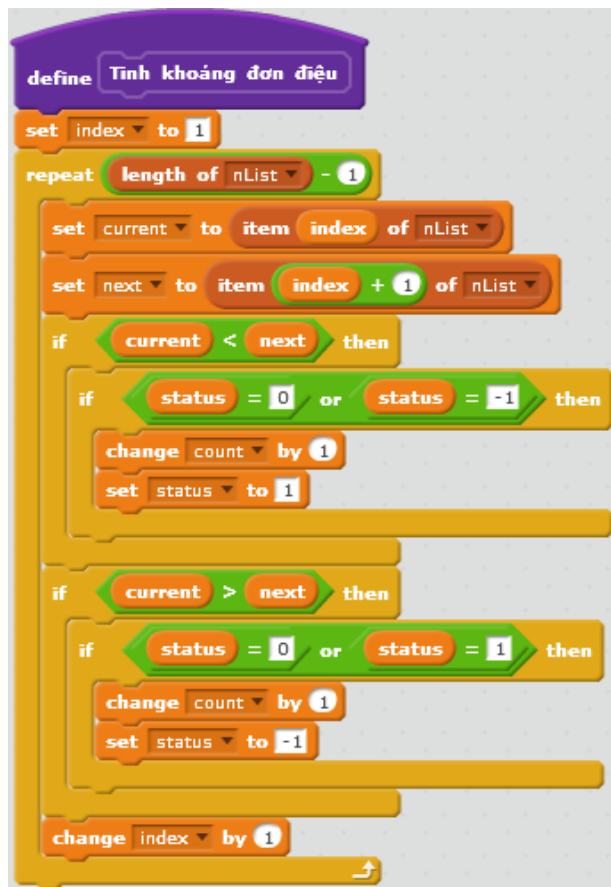 define Tinh khoảng đơn điệu
set index to 1
repeat length of nList - 1
set current to item index of nList
set next to item index + 1 of nList
if current < next then
if status = 0 or status = -1 then
change count by 1
set status to 1
if current > next then
if status = 0 or status = 1 then
change count by 1
set status to -1
change index by 1